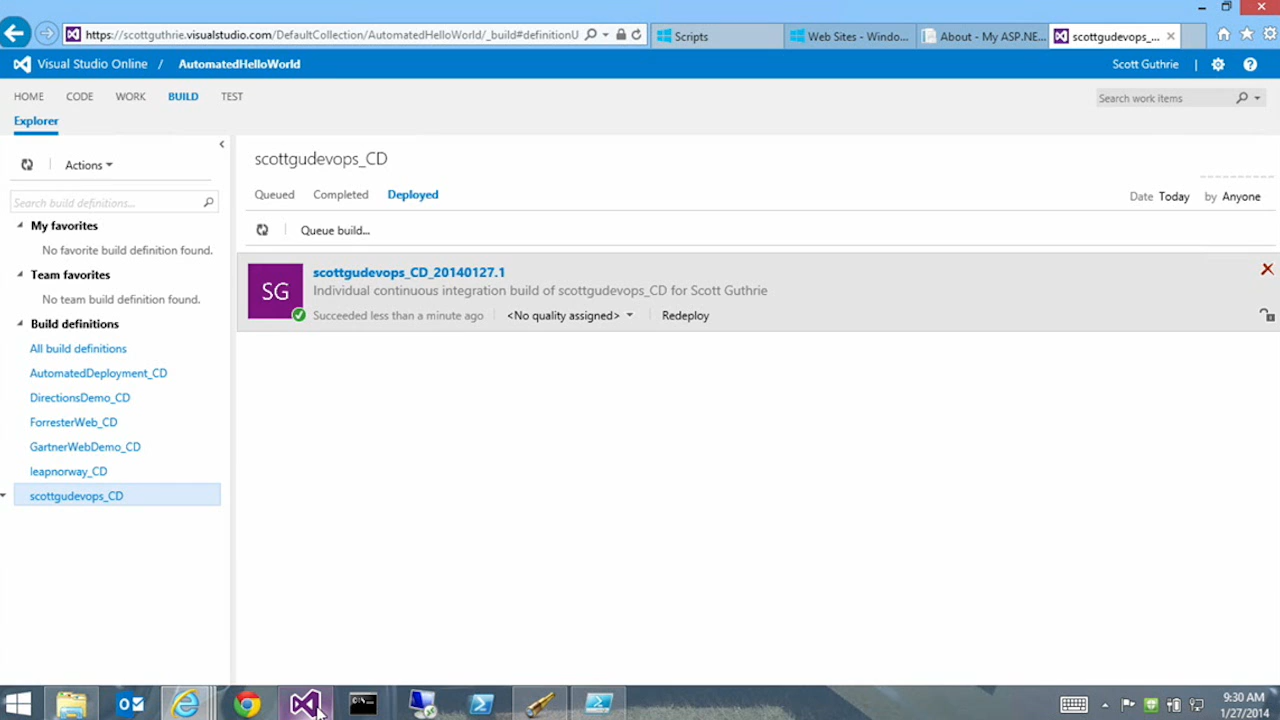 https://scottguthrie.visualstudio.com/DefaultCollection/AutomatedHelloWorld/_build#definitionU
Scripts
Web Sites - Windo...
About - My ASP.NE...
scottgudevops_...
Visual Studio Online / AutomatedHelloWorld
Scott Guthrie
HOME CODE WORK BUILD TEST
Search work items
Explorer
Actions
Search build definitions...
My favorites
No favorite build definition found.
Team favorites
No team build definition found.
Build definitions
All build definitions
AutomatedDeployment_CD
DirectionsDemo_CD
ForresterWeb_CD
GartnerWebDemo_CD
leapnorway_CD
scottgudevops_CD
scottgudevops_CD
Queued Completed Deployed
Date Today by Anyone
Queue build...
SG
scottgudevops_CD_20140127.1
Individual continuous integration build of scottgudevops_CD for Scott Guthrie
Succeeded less than a minute ago <No quality assigned> Redeploy
9:30 AM
1/27/2014